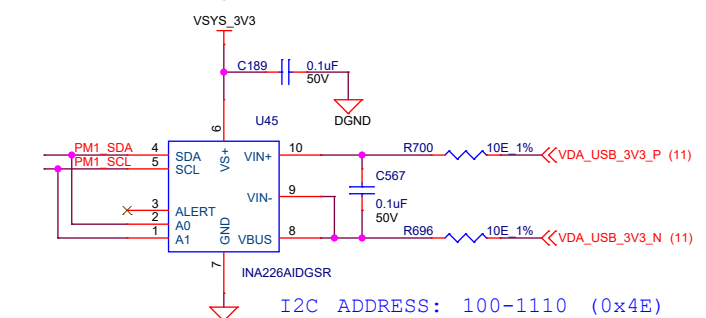 VSYS_3V3
C189 0.1uF
50V
DGND
U45
6
PM1_SDA 4 SDA VS+ VIN+ 10 R700 10E_1% VDA_USB_3V3_P (11)
PM1_SCL 5 SCL
C567
VIN- 9
0.1uF
50V
3 ALERT
2 A0
1 A1 GND VBUS 8 R696 10E_1% VDA_USB_3V3_N (11)
7
INA226AIDGSR
I2C ADDRESS: 100-1110 (0x4E)